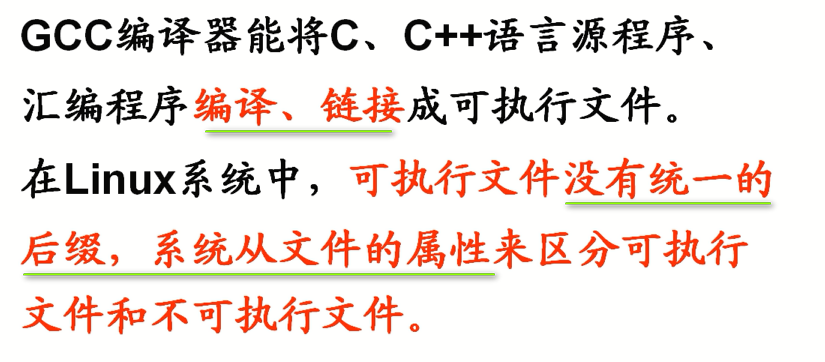 GCC编译器能将C、C++语言源程序、
汇编程序编译、链接成可执行文件。
在Linux系统中，可执行文件没有统一的
后缀，系统从文件的属性来区分可执行
文件和不可执行文件。